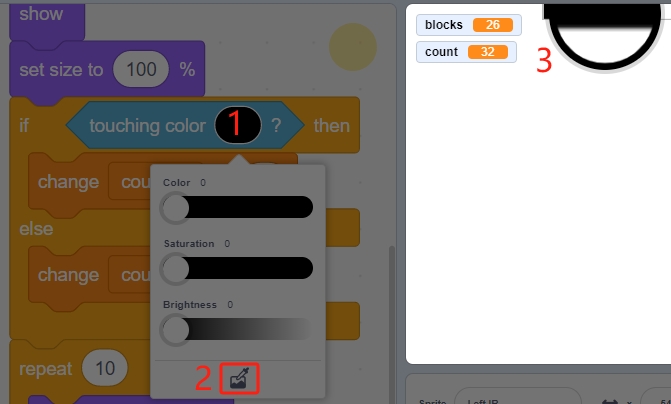 show
set size to 100 %
if touching color 1 ? then
change cou
else
change cou
repeat 10
Color 0
Saturation 0
Brightness 0
2
blocks 26
count 32
3
Sprite Left IR